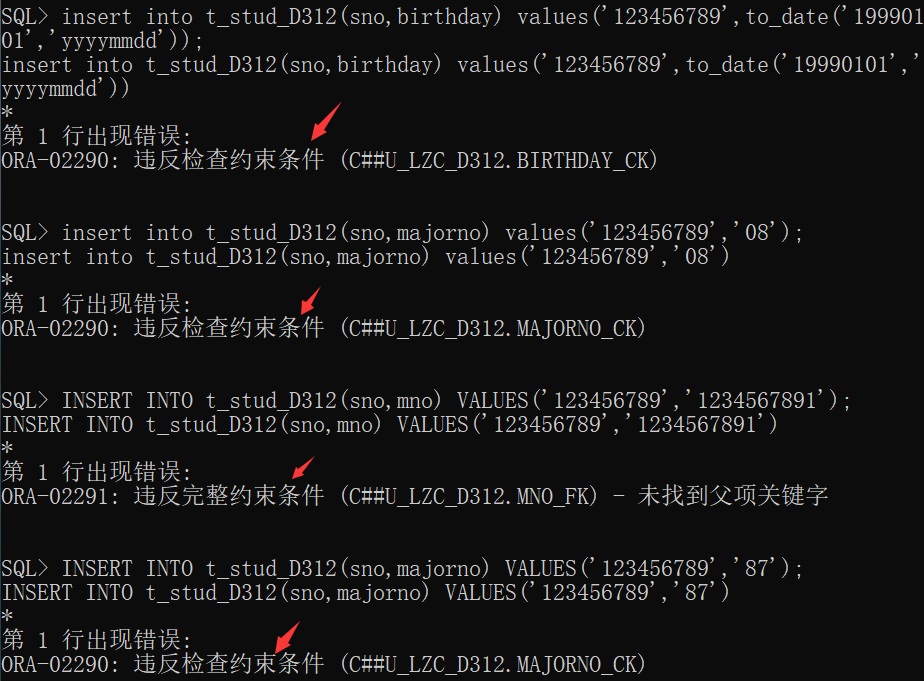 SQL> insert into t_stud_D312(sno,birthday) values('123456789',to_date('199901
01','yyyymmdd'));
insert into t_stud_D312(sno,birthday) values('123456789',to_date('19990101','
yyyymmdd'))
*
第 1 行出现错误:
ORA-02290: 违反检查约束条件 (C##U_LZC_D312.BIRTHDAY_CK)
SQL> insert into t_stud_D312(sno,majorno) values('123456789','08');
insert into t_stud_D312(sno,majorno) values('123456789','08')
*
第 1 行出现错误:
ORA-02290: 违反检查约束条件 (C##U_LZC_D312.MAJORNO_CK)
SQL> INSERT INTO t_stud_D312(sno,mno) VALUES('123456789','1234567891');
INSERT INTO t_stud_D312(sno,mno) VALUES('123456789','1234567891')
*
第 1 行出现错误:
ORA-02291: 违反完整约束条件 (C##U_LZC_D312.MNO_FK) - 未找到父项关键字
SQL> INSERT INTO t_stud_D312(sno,majorno) VALUES('123456789','87');
INSERT INTO t_stud_D312(sno,majorno) VALUES('123456789','87')
*
第 1 行出现错误:
ORA-02290: 违反检查约束条件 (C##U_LZC_D312.MAJORNO_CK)